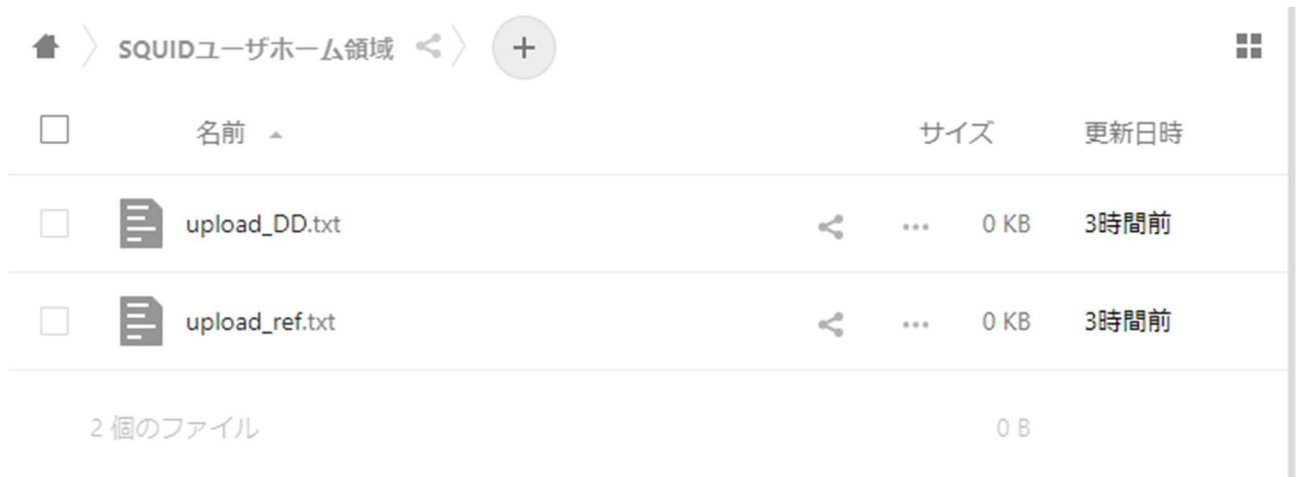 SQUIDユーザホーム領域
名前 サイズ 更新日時
upload_DD.txt ... 0 KB 3時間前
upload_ref.txt ... 0 KB 3時間前
2 個のファイル 0 B